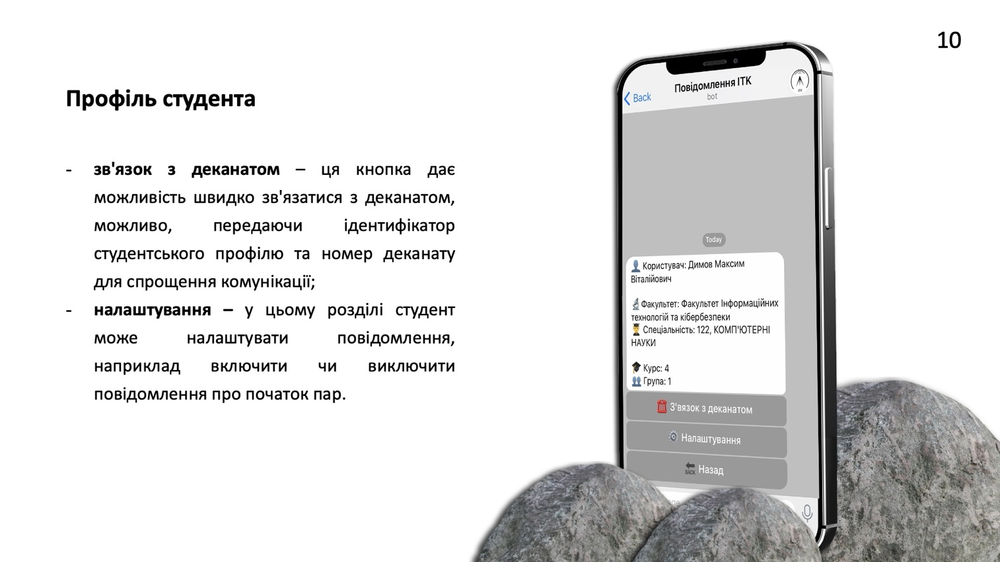 10
Профіль студента
- зв'язок з деканатом – ця кнопка дає
можливість швидко зв'язатися з деканатом,
можливо, передаючи ідентифікатор
студентського профілю та номер деканату
для спрощення комунікації;
- налаштування – у цьому розділі студент
може налаштувати повідомлення,
наприклад включити чи виключити
повідомлення про початок пар.
Back
Повідомлення ІТК
bot
ІТК
Today
Користувач: Димов Максим
Віталійович
Факультет: Факультет Інформаційних
технологій та кібербезпеки
Спеціальність: 122, КОМП'ЮТЕРНІ
НАУКИ
Курс: 4
Група: 1
З'вязок з деканатом
Налаштування
BACK Назад